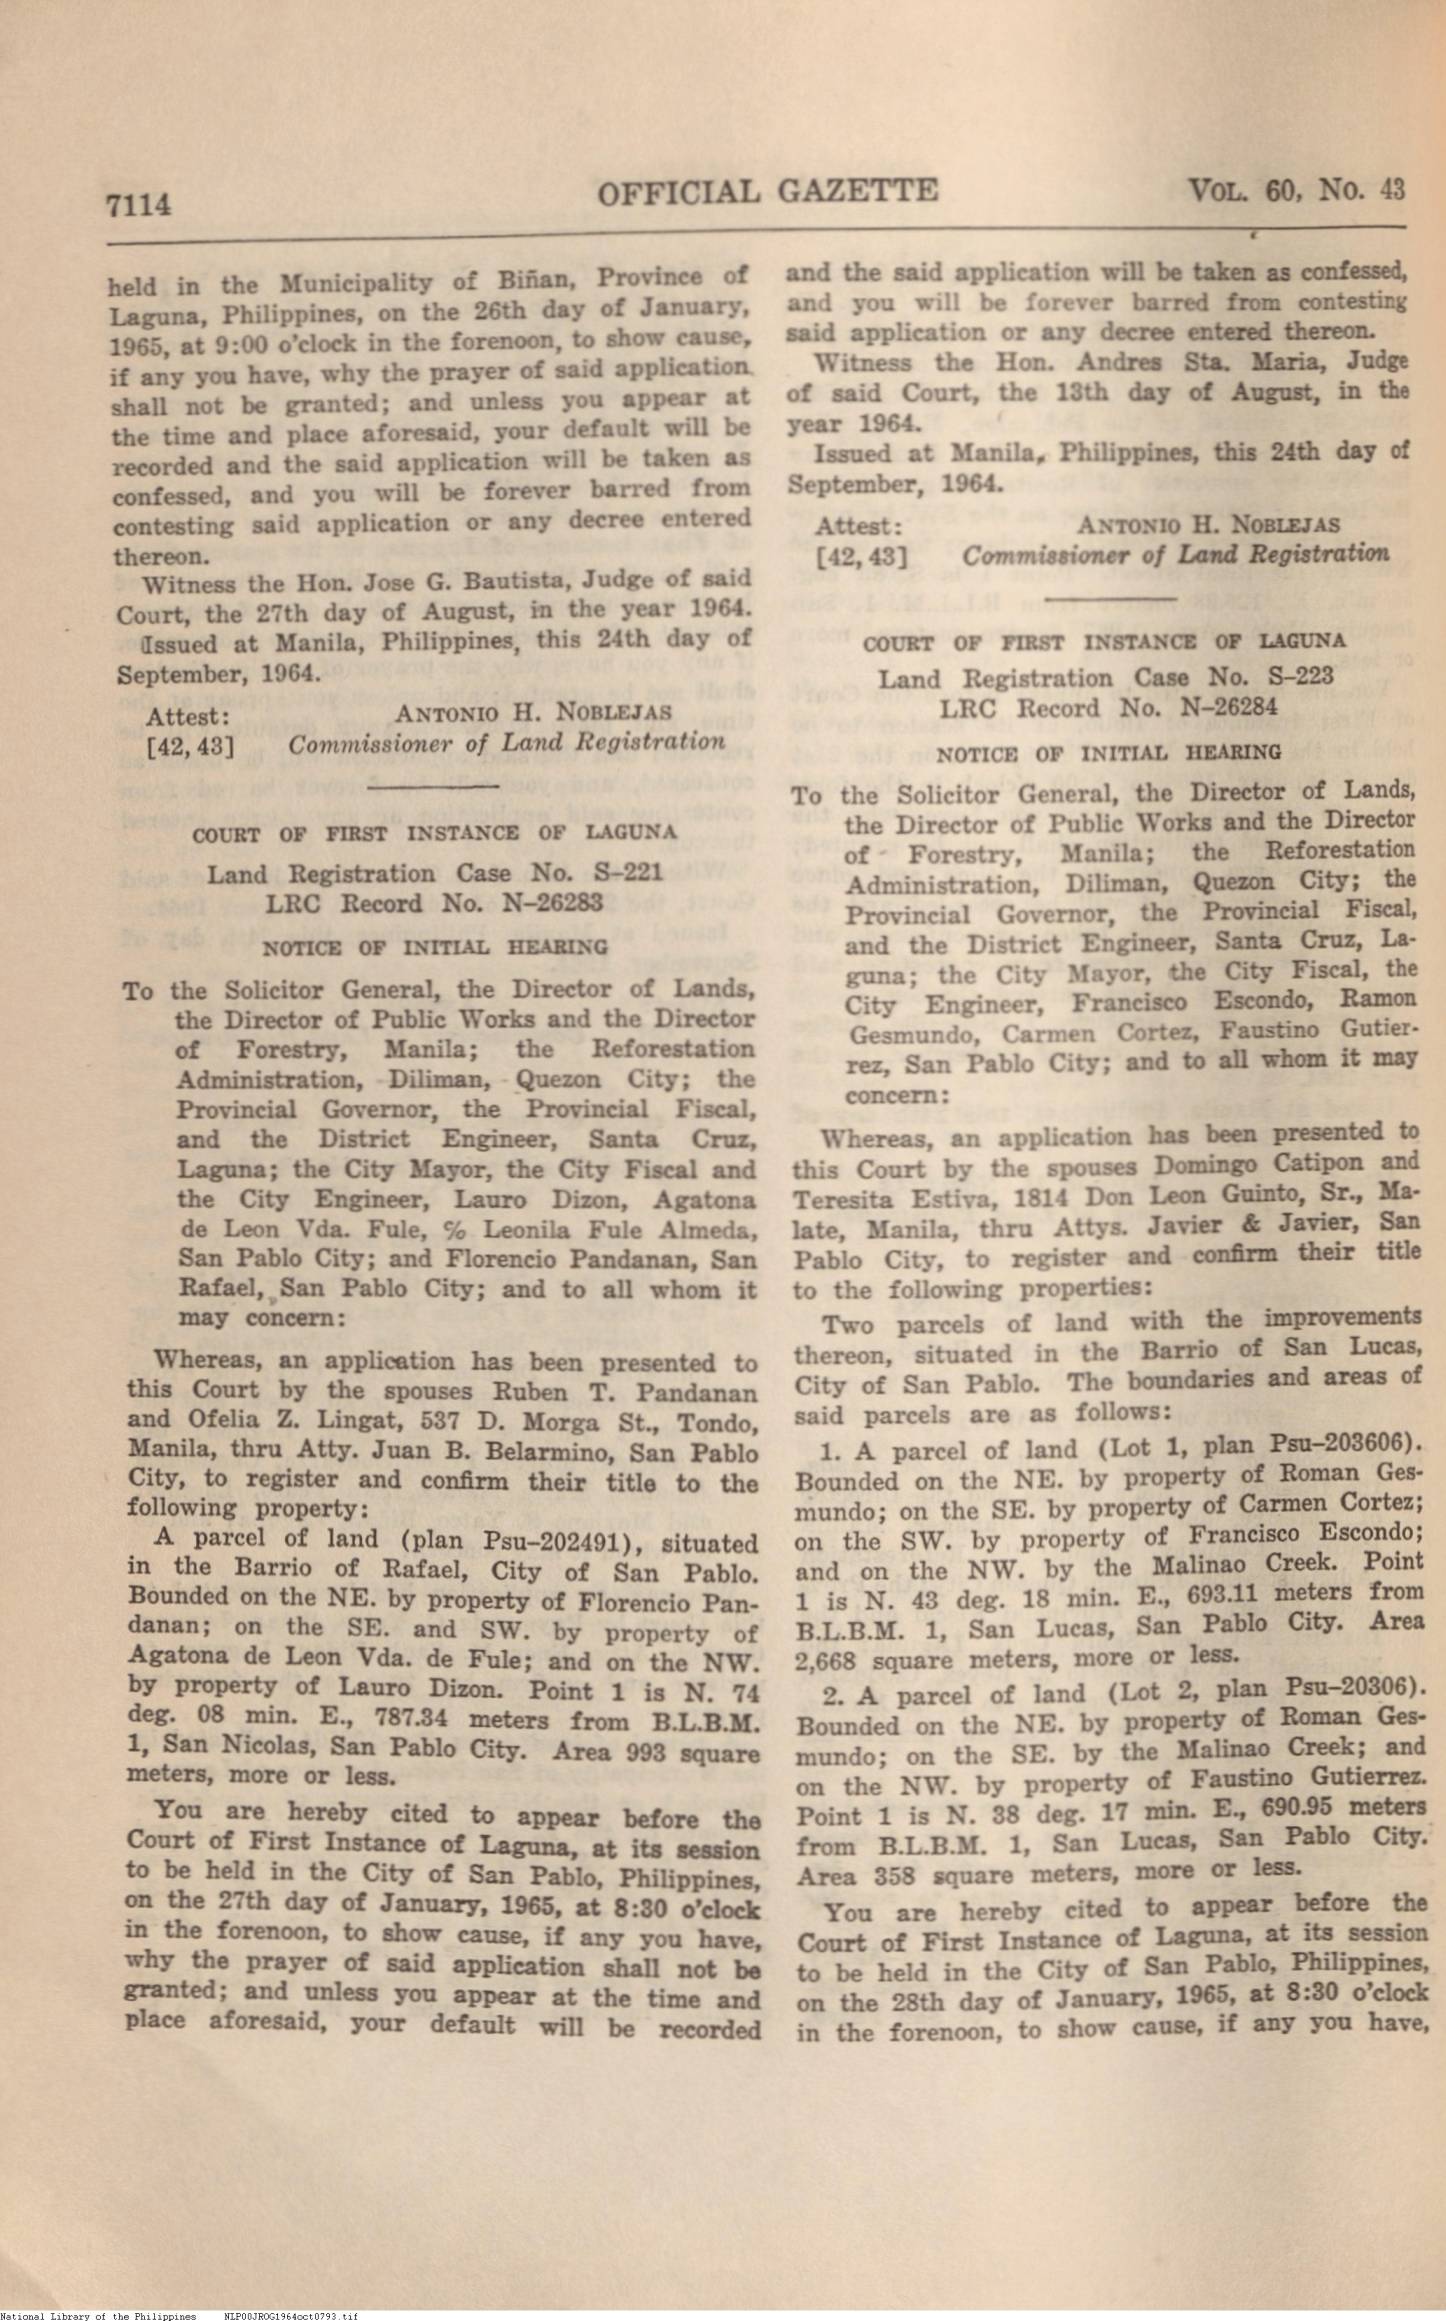 7114
OFFICIAL GAZETTE
VOL. 60, NO. 43
held in the Municipality of Biñan, Province of
Laguna, Philippines, on the 26th day of January,
1965, at 9:00 o'clock in the forenoon, to show cause,
if any you have, why the prayer of said application
shall not be granted; and unless you appear at
the time and place aforesaid, your default will be
recorded and the said application will be taken as
confessed, and you will be forever barred from
contesting said application or any decree entered
thereon.
Witness the Hon. Jose G. Bautista, Judge of said
Court, the 27th day of August, in the year 1964.
Issued at Manila, Philippines, this 24th day of
September, 1964.
Attest: ANTONIO H. NOBLEJAS
[42, 43] Commissioner of Land Registration
COURT OF FIRST INSTANCE OF LAGUNA
Land Registration Case No. S–221
LRC Record No. N–26283
NOTICE OF INITIAL HEARING
To the Solicitor General, the Director of Lands,
the Director of Public Works and the Director
of Forestry, Manila; the Reforestation
Administration, Diliman, Quezon City; the
Provincial Governor, the Provincial Fiscal,
and the District Engineer, Santa Cruz,
Laguna; the City Mayor, the City Fiscal and
the City Engineer, Lauro Dizon, Agatona
de Leon Vda. Fule, ℅ Leonila Fule Almeda,
San Pablo City; and Florencio Pandanan, San
Rafael, San Pablo City; and to all whom it
may concern:
Whereas, an application has been presented to
this Court by the spouses Ruben T. Pandanan
and Ofelia Z. Lingat, 537 D. Morga St., Tondo,
Manila, thru Atty. Juan B. Belarmino, San Pablo
City, to register and confirm their title to the
following property:
A parcel of land (plan Psu–202491), situated
in the Barrio of Rafael, City of San Pablo.
Bounded on the NE. by property of Florencio Pan-
danan; on the SE. and SW. by property of
Agatona de Leon Vda. de Fule; and on the NW.
by property of Lauro Dizon. Point 1 is N. 74
deg. 08 min. E., 787.34 meters from B.L.B.M.
1, San Nicolas, San Pablo City. Area 993 square
meters, more or less.
You are hereby cited to appear before the
Court of First Instance of Laguna, at its session
to be held in the City of San Pablo, Philippines,
on the 27th day of January, 1965, at 8:30 o'clock
in the forenoon, to show cause, if any you have,
why the prayer of said application shall not be
granted; and unless you appear at the time and
place aforesaid, your default will be recorded
and the said application will be taken as confessed,
and you will be forever barred from contesting
said application or any decree entered thereon.
Witness the Hon. Andres Sta. Maria, Judge
of said Court, the 13th day of August, in the
year 1964.
Issued at Manila, Philippines, this 24th day of
September, 1964.
Attest: ANTONIO H. NOBLEJAS
[42, 43] Commissioner of Land Registration
COURT OF FIRST INSTANCE OF LAGUNA
Land Registration Case No. S–223
LRC Record No. N–26284
NOTICE OF INITIAL HEARING
To the Solicitor General, the Director of Lands,
the Director of Public Works and the Director
of Forestry, Manila; the Reforestation
Administration, Diliman, Quezon City; the
Provincial Governor, the Provincial Fiscal,
and the District Engineer, Santa Cruz, La-
guna; the City Mayor, the City Fiscal, the
City Engineer, Francisco Escondo, Ramon
Gesmundo, Carmen Cortez, Faustino Gutier-
rez, San Pablo City; and to all whom it may
concern:
Whereas, an application has been presented to
this Court by the spouses Domingo Catipon and
Teresita Estiva, 1814 Don Leon Guinto, Sr., Ma-
late, Manila, thru Attys. Javier & Javier, San
Pablo City, to register and confirm their title
to the following properties:
Two parcels of land with the improvements
thereon, situated in the Barrio of San Lucas,
City of San Pablo. The boundaries and areas of
said parcels are as follows:
1. A parcel of land (Lot 1, plan Psu–203606).
Bounded on the NE. by property of Roman Ges-
mundo; on the SE. by property of Carmen Cortez;
on the SW. by property of Francisco Escondo;
and on the NW. by the Malinao Creek. Point
1 is N. 43 deg. 18 min. E., 693.11 meters from
B.L.B.M. 1, San Lucas, San Pablo City. Area
2,668 square meters, more or less.
2. A parcel of land (Lot 2, plan Psu–20306).
Bounded on the NE. by property of Roman Ges-
mundo; on the SE. by the Malinao Creek; and
on the NW. by property of Faustino Gutierrez.
Point 1 is N. 38 deg. 17 min. E., 690.95 meters
from B.L.B.M. 1, San Lucas, San Pablo City.
Area 358 square meters, more or less.
You are hereby cited to appear before the
Court of First Instance of Laguna, at its session
to be held in the City of San Pablo, Philippines,
on the 28th day of January, 1965, at 8:30 o'clock
in the forenoon, to show cause, if any you have,
National Library of the Philippines NLP00JROG1964oct0793.tif